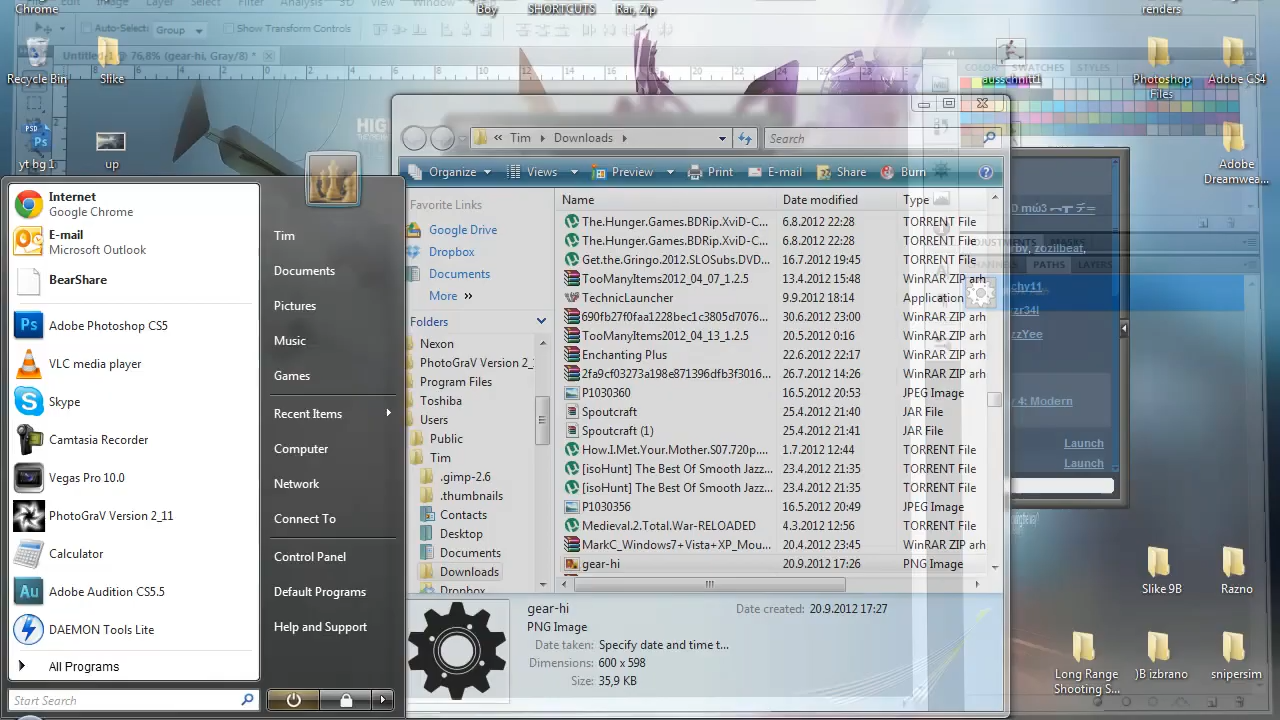 Chrome
Boy
SHORTCUTS
Rar, Zip
renders
File
Image
Layer
Select
Filter
Analysis
3D
View
Window
Auto-Select: Group
Show Transform Controls
Untitled-1 @ 76,8% (gear-hi, Gray/8) *
Recycle Bin
Slike
ausschnitt1
COLOR SWATCHES STYLES
Photoshop Files
Adobe CS4
PSD
Ps
yt bg 1
up
HIG
Adobe Dreamwea...
« Tim Downloads
Search
Organize Views Preview Print E-mail Share Burn
Internet
Google Chrome
E-mail
Microsoft Outlook
BearShare
Adobe Photoshop CS5
VLC media player
Skype
Camtasia Recorder
Vegas Pro 10.0
PhotoGraV Version 2_11
Calculator
Adobe Audition CS5.5
DAEMON Tools Lite
All Programs
Start Search
Tim
Documents
Pictures
Music
Games
Recent Items
Computer
Network
Connect To
Control Panel
Default Programs
Help and Support
Favorite Links
Google Drive
Dropbox
Documents
More »
Folders
Nexon
PhotoGraV Version 2_
Program Files
Toshiba
Users
Public
Tim
.gimp-2.6
.thumbnails
Contacts
Desktop
Documents
Downloads
Dropbox
Name Date modified Type
The.Hunger.Games.BDRip.XviD-C... 6.8.2012 22:28 TORRENT File
The.Hunger.Games.BDRip.XviD-C... 6.8.2012 22:28 TORRENT File
Get.the.Gringo.2012.SLOSubs.DVD... 16.7.2012 19:45 TORRENT File
TooManyItems2012_04_07_1.2.5 13.4.2012 15:48 WinRAR ZIP arh
TechnicLauncher 9.9.2012 18:14 Application
690fb27f0faa1228bec1c3805d7076... 30.6.2012 23:00 WinRAR ZIP arh
TooManyItems2012_04_13_1.2.5 20.5.2012 0:16 WinRAR ZIP arh
Enchanting Plus 22.6.2012 22:17 WinRAR ZIP arh
2fa9cf03273a198e871396dfb3f3016... 26.7.2012 14:26 WinRAR ZIP arh
P1030360 16.5.2012 20:53 JPEG Image
Spoutcraft 25.4.2012 21:40 JAR File
Spoutcraft (1) 25.4.2012 21:41 JAR File
How.I.Met.Your.Mother.S07.720p.... 1.7.2012 12:44 TORRENT File
[isoHunt] The Best Of Smooth Jazz... 23.4.2012 21:35 TORRENT File
[isoHunt] The Best Of Smooth Jazz... 23.4.2012 21:35 TORRENT File
P1030356 16.5.2012 20:49 JPEG Image
Medieval.2.Total.War-RELOADED 4.3.2012 12:56 TORRENT File
MarkC_Windows7+Vista+XP_Mou... 20.4.2012 23:45 WinRAR ZIP arh
gear-hi 20.9.2012 17:26 PNG Image
gear-hi
PNG Image
Date taken: Specify date and time t...
Dimensions: 600 x 598
Size: 35,9 KB
Date created: 20.9.2012 17:27
ADJUSTMENTS MASKS
rby, zozilbeat,
CHANNELS PATHS LAYERS
chy11
zr34l
zzYee
y 4: Modern
Launch
Launch
Slike 9B
Razno
Long Range Shooting S...
)B izbrano
snipersim